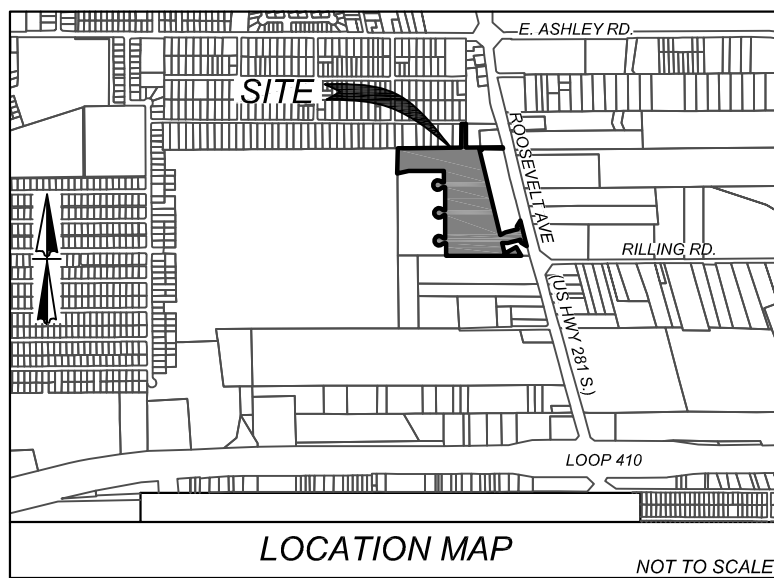 E. ASHLEY RD.
SITE
ROOSEVELT AVE
RILLING RD.
(US HWY 281 S.)
LOOP 410
LOCATION MAP
NOT TO SCALE